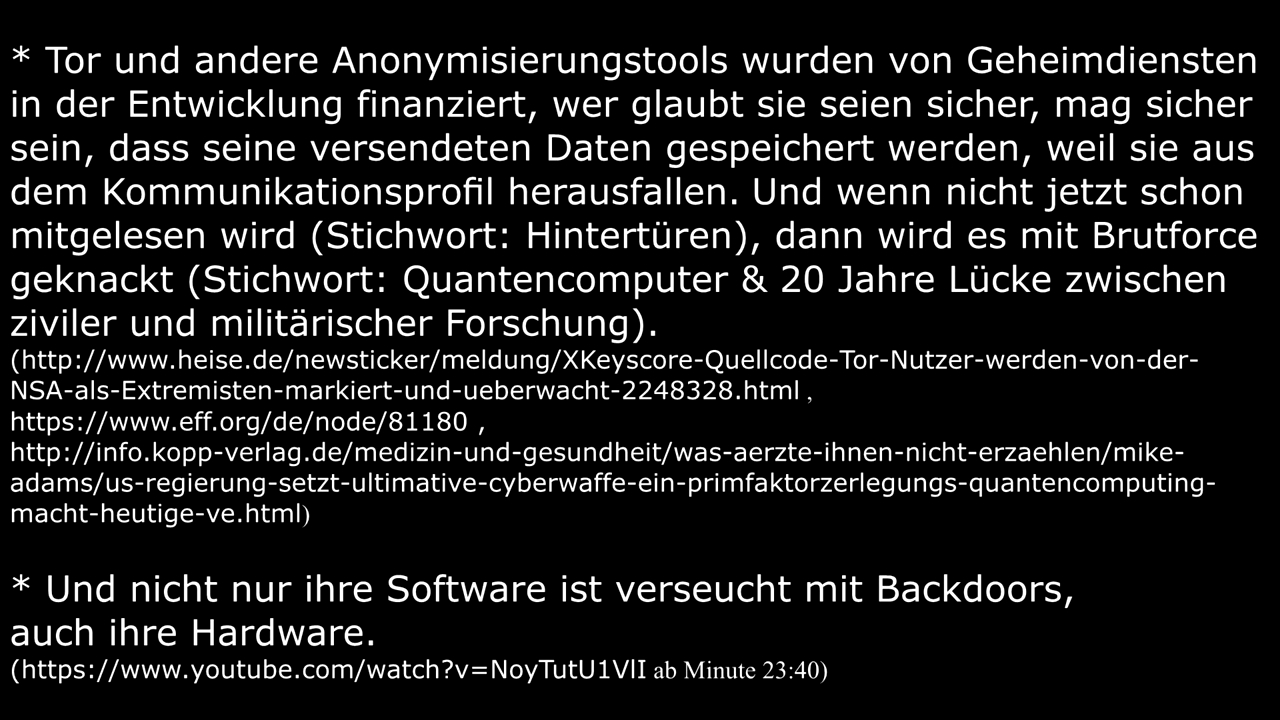 * Tor und andere Anonymisierungstools wurden von Geheimdiensten
in der Entwicklung finanziert, wer glaubt sie seien sicher, mag sicher
sein, dass seine versendeten Daten gespeichert werden, weil sie aus
dem Kommunikationsprofil herausfallen. Und wenn nicht jetzt schon
mitgelesen wird (Stichwort: Hintertüren), dann wird es mit Brutforce
geknackt (Stichwort: Quantencomputer & 20 Jahre Lücke zwischen
ziviler und militärischer Forschung).
(http://www.heise.de/newsticker/meldung/XKeyscore-Quellcode-Tor-Nutzer-werden-von-der-
NSA-als-Extremisten-markiert-und-ueberwacht-2248328.html ,
https://www.eff.org/de/node/81180 ,
http://info.kopp-verlag.de/medizin-und-gesundheit/was-aerzte-ihnen-nicht-erzaehlen/mike-
adams/us-regierung-setzt-ultimative-cyberwaffe-ein-primfaktorzerlegungs-quantencomputing-
macht-heutige-ve.html)
* Und nicht nur ihre Software ist verseucht mit Backdoors,
auch ihre Hardware.
(https://www.youtube.com/watch?v=NoyTutU1VlI ab Minute 23:40)